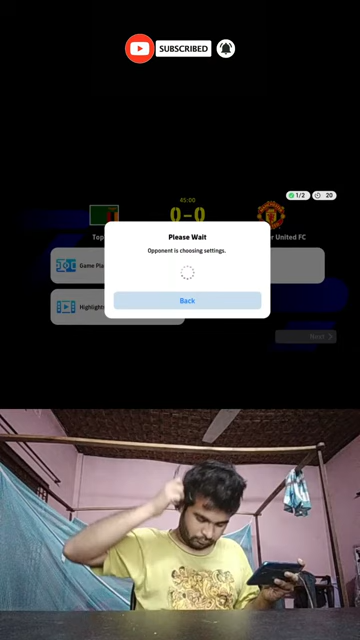 SUBSCRIBED
1/2 20
45:00
0-0
Top
r United FC
Please Wait
Opponent is choosing settings.
Game Pla
Back
Highlights
Next